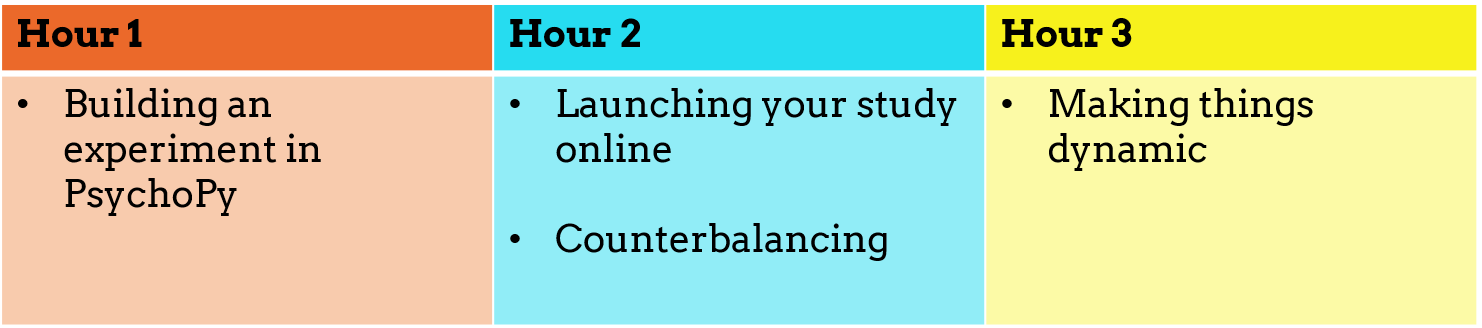 Hour 1
• Building an
experiment in
PsychoPy
Hour 2
• Launching your study
online
• Counterbalancing
Hour 3
• Making things
dynamic